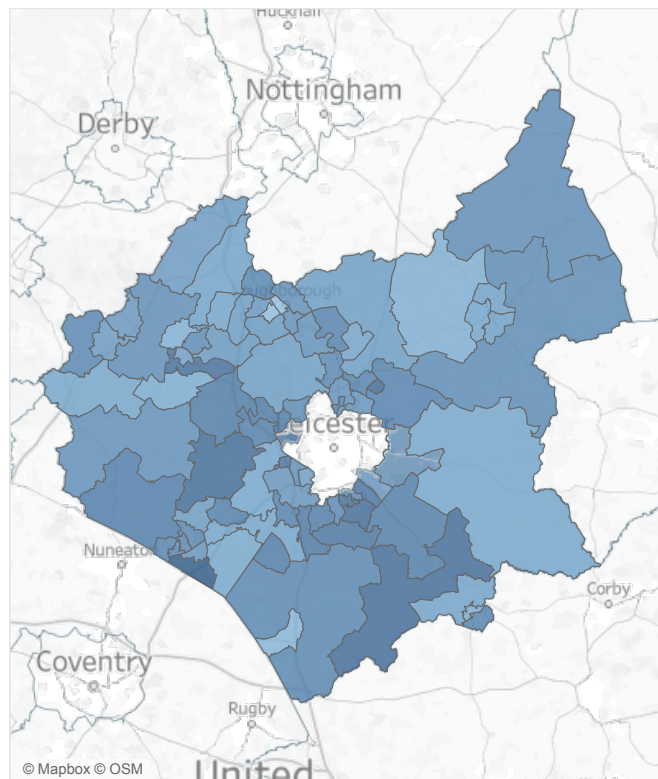 Hucknall
Nottingham
Derby
Loughborough
Leicester
Nuneaton
Corby
Coventry
Rugby
United
© Mapbox © OSM